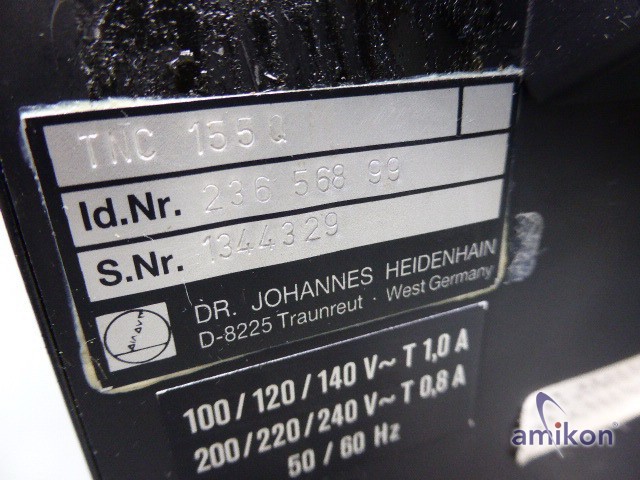 TNC 155 Q
Id.Nr. 236 568 99
S.Nr. 1344329
DR. JOHANNES HEIDENHAIN
D-8225 Traunreut · West Germany
100 / 120 / 140 V~ T 1,0 A
200 / 220 / 240 V~ T 0,8 A
50 / 60 Hz
amikon